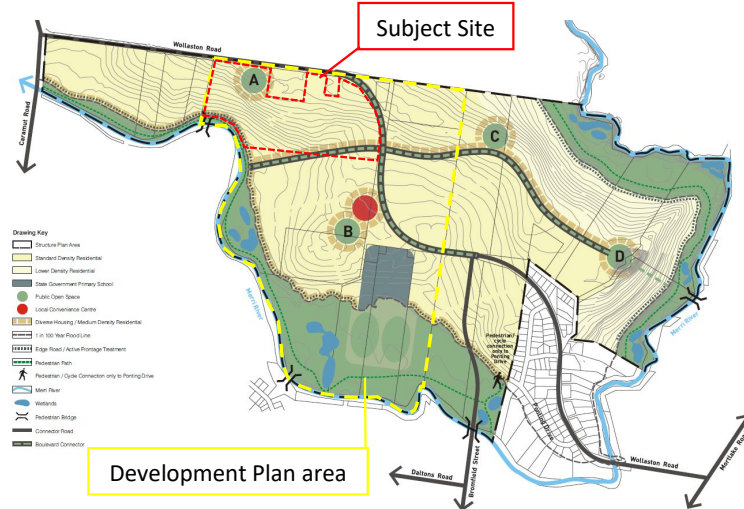 Subject Site
Wollaston Road
Caramut Road
A
C
B
D
Merri River
Merri River
Drawing Key
Structure Plan Area
Standard Density Residential
Lower Density Residential
State Government Primary School
Public Open Space
Local Convenience Centre
Diverse Housing / Medium Density Residential
1 in 100 Year Flood Line
Edge Road / Active Frontage Treatment
Pedestrian Path
Pedestrian / Cycle Connection only to Ponting Drive
Merri River
Wetlands
Pedestrian Bridge
Connector Road
Boulevard Connector
Pedestrian /
cycle
connection
only to
Ponting Drive
Ponting Drive
Wollaston Road
Mortlake Road
Daltons Road
Bromfield Street
Development Plan area